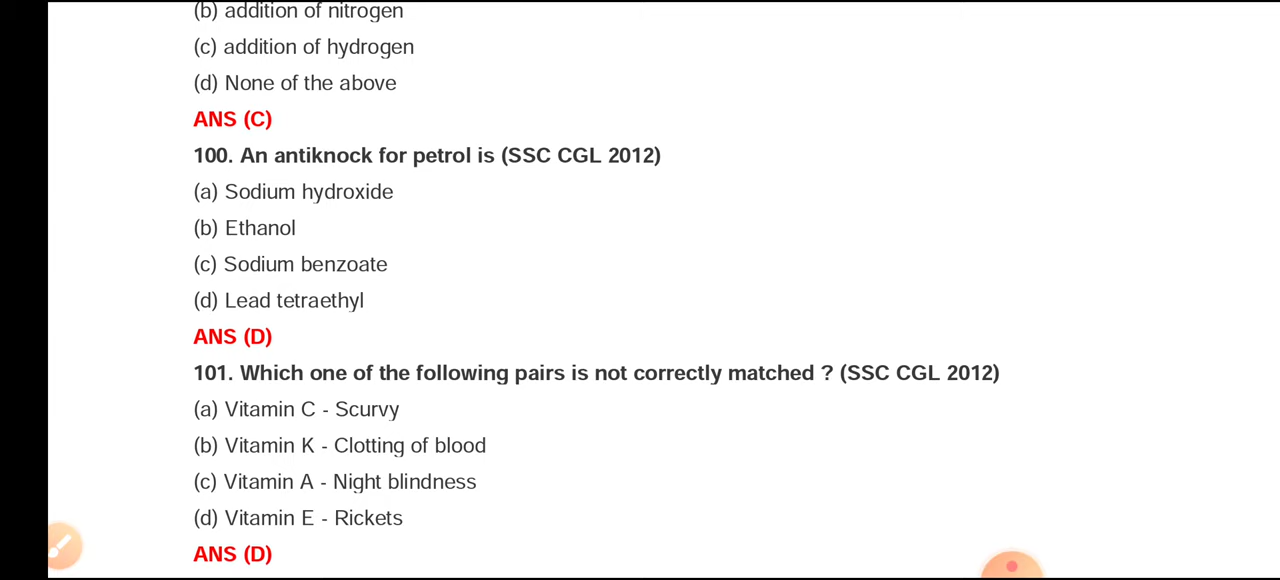 (b) addition of nitrogen
(c) addition of hydrogen
(d) None of the above
ANS (C)
100. An antiknock for petrol is (SSC CGL 2012)
(a) Sodium hydroxide
(b) Ethanol
(c) Sodium benzoate
(d) Lead tetraethyl
ANS (D)
101. Which one of the following pairs is not correctly matched ? (SSC CGL 2012)
(a) Vitamin C - Scurvy
(b) Vitamin K - Clotting of blood
(c) Vitamin A - Night blindness
(d) Vitamin E - Rickets
ANS (D)